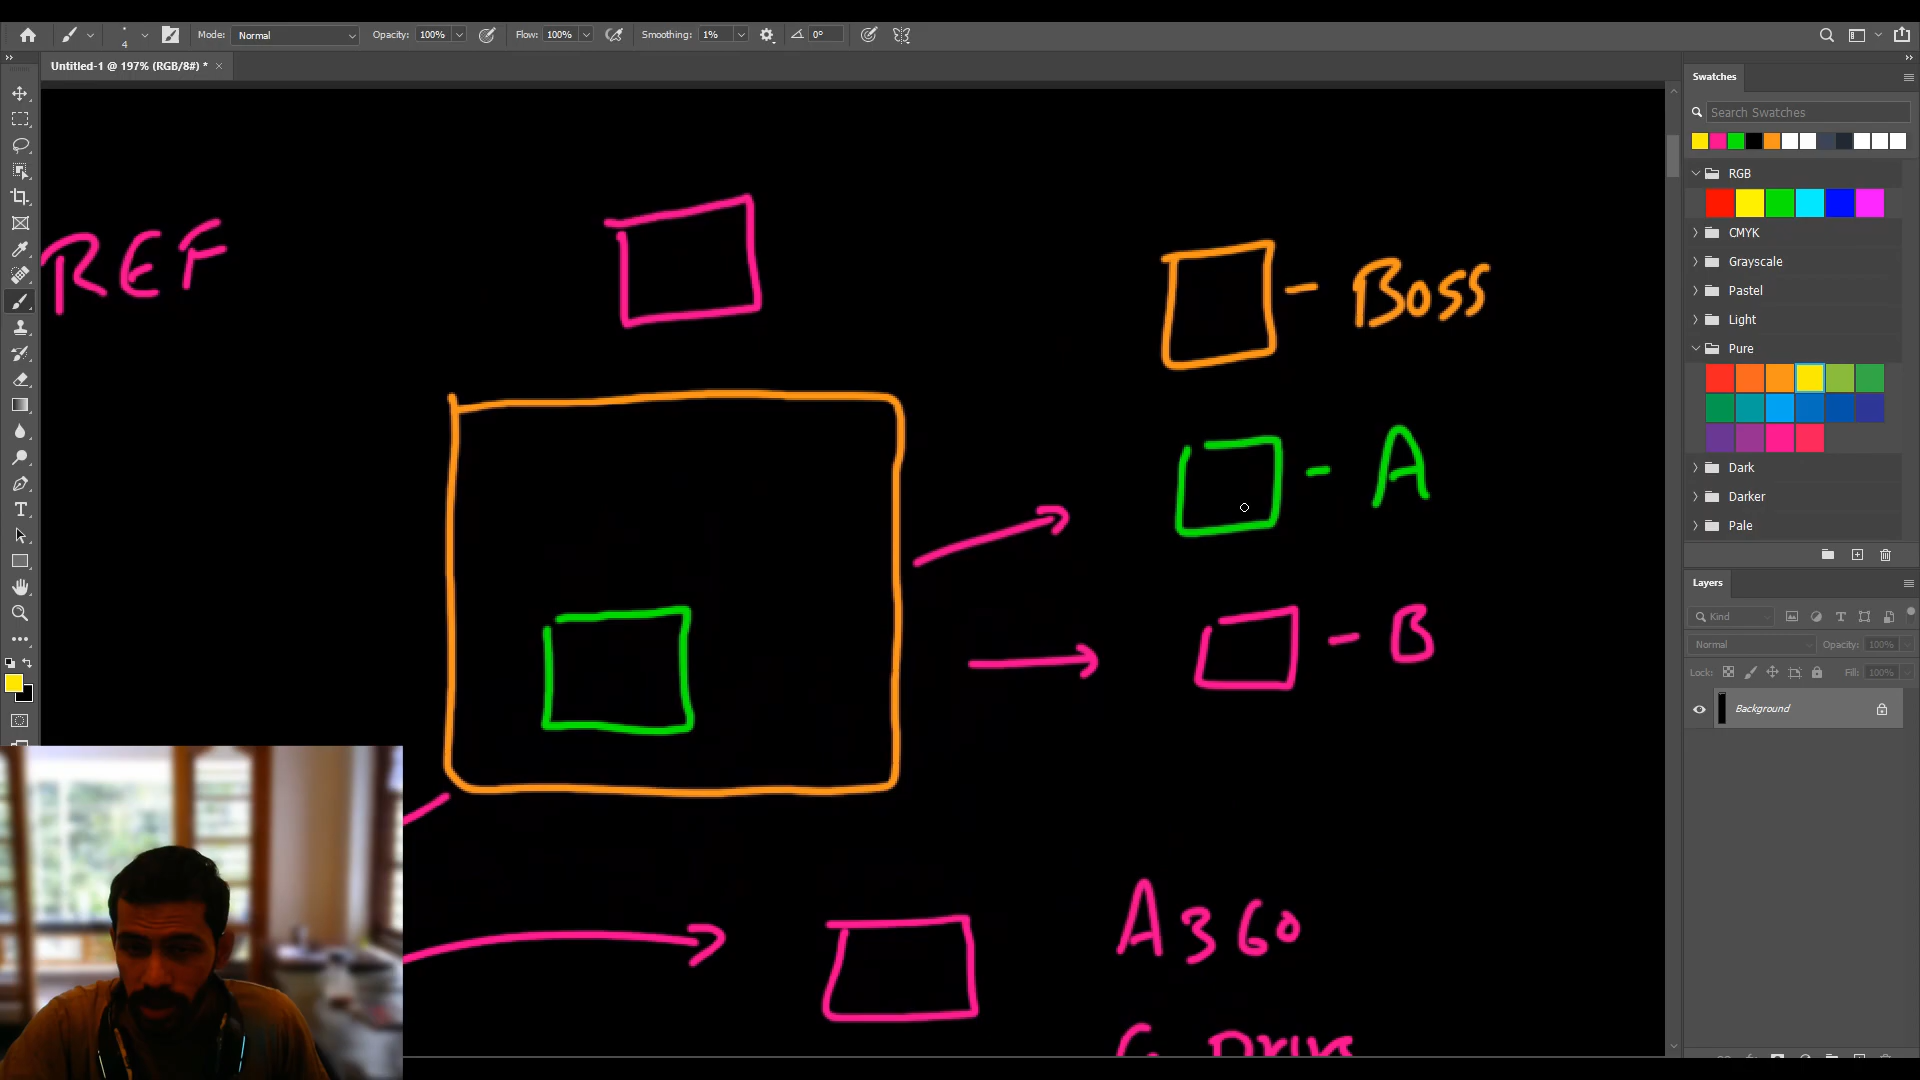 4
Mode: Normal
Opacity: 100%
Flow: 100%
Smoothing: 1%
0°
Untitled-1 @ 197% (RGB/8#) *
REF
Boss
A
B
A360
Swatches
Search Swatches
RGB
CMYK
Grayscale
Pastel
Light
Pure
Dark
Darker
Pale
Layers
Kind
Normal
Opacity: 100%
Lock:
Fill: 100%
Background